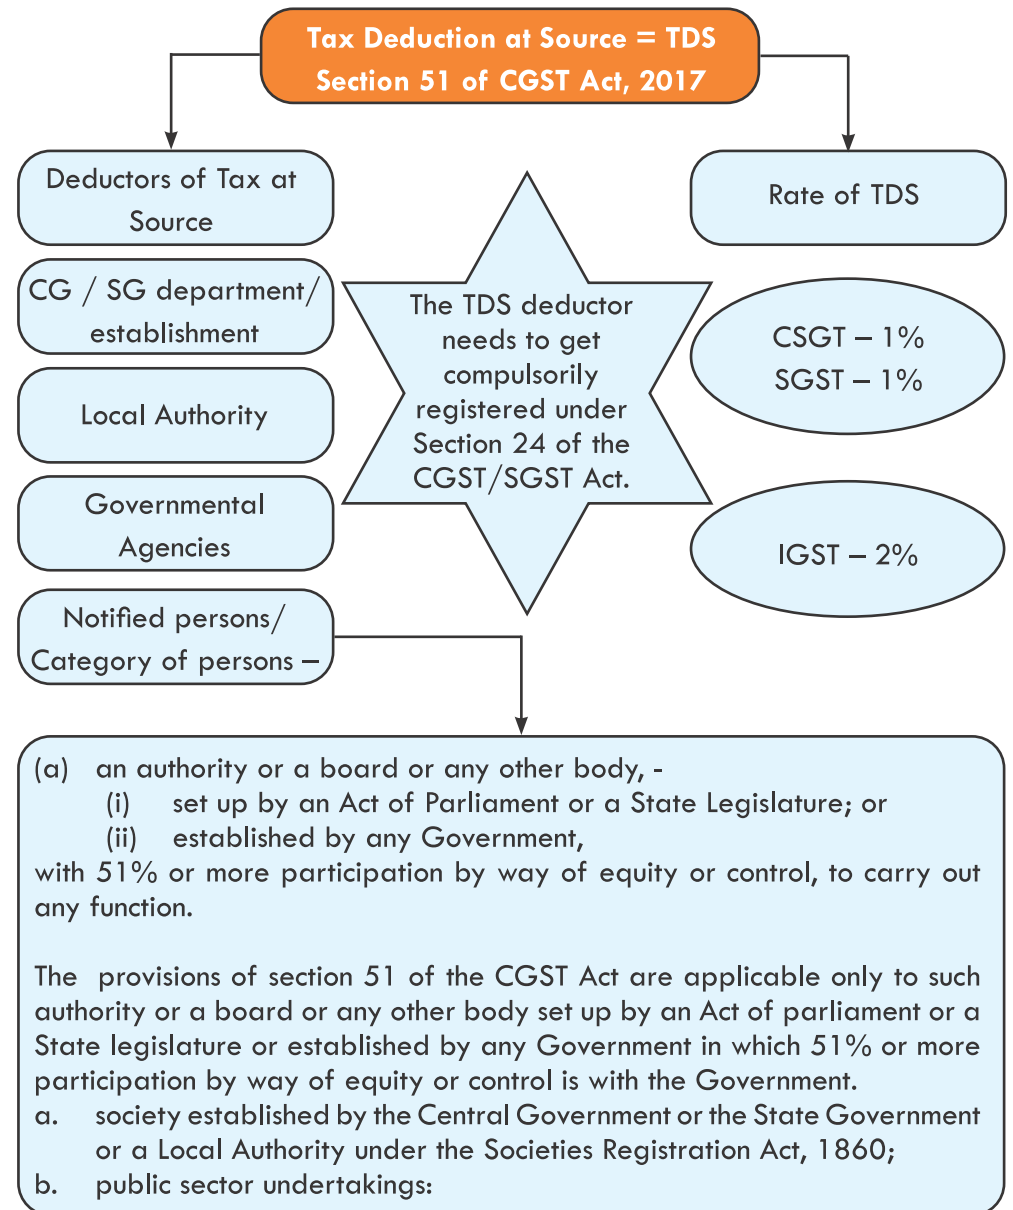 Tax Deduction at Source = TDS
Section 51 of CGST Act, 2017
Deductors of Tax at
Source
CG / SG department/
establishment
Local Authority
Governmental
Agencies
Notified persons/
Category of persons –
The TDS deductor
needs to get
compulsorily
registered under
Section 24 of the
CGST/SGST Act.
Rate of TDS
CSGT – 1%
SGST – 1%
IGST – 2%
(a) an authority or a board or any other body, -
(i) set up by an Act of Parliament or a State Legislature; or
(ii) established by any Government,
with 51% or more participation by way of equity or control, to carry out
any function.
The provisions of section 51 of the CGST Act are applicable only to such
authority or a board or any other body set up by an Act of parliament or a
State legislature or established by any Government in which 51% or more
participation by way of equity or control is with the Government.
a. society established by the Central Government or the State Government
or a Local Authority under the Societies Registration Act, 1860;
b. public sector undertakings: